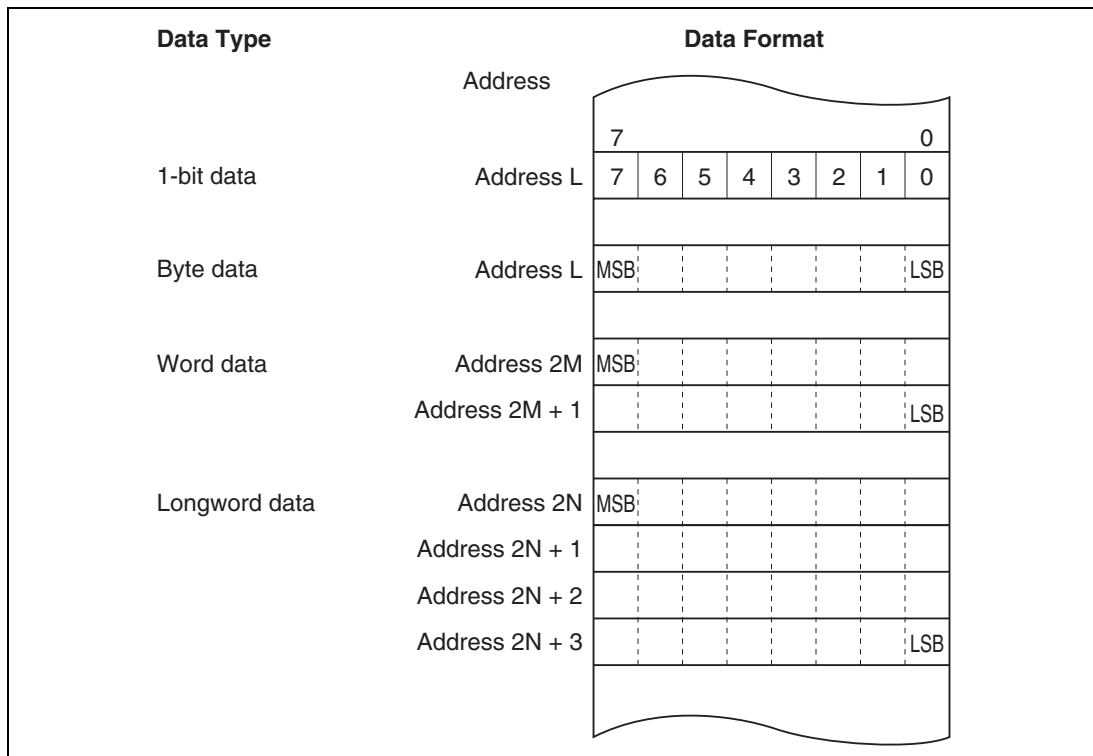 Data Type Data Format
Address
7 0
1-bit data Address L 7 6 5 4 3 2 1 0
Byte data Address L MSB LSB
Word data Address 2M MSB
Address 2M + 1 LSB
Longword data Address 2N MSB
Address 2N + 1
Address 2N + 2
Address 2N + 3 LSB